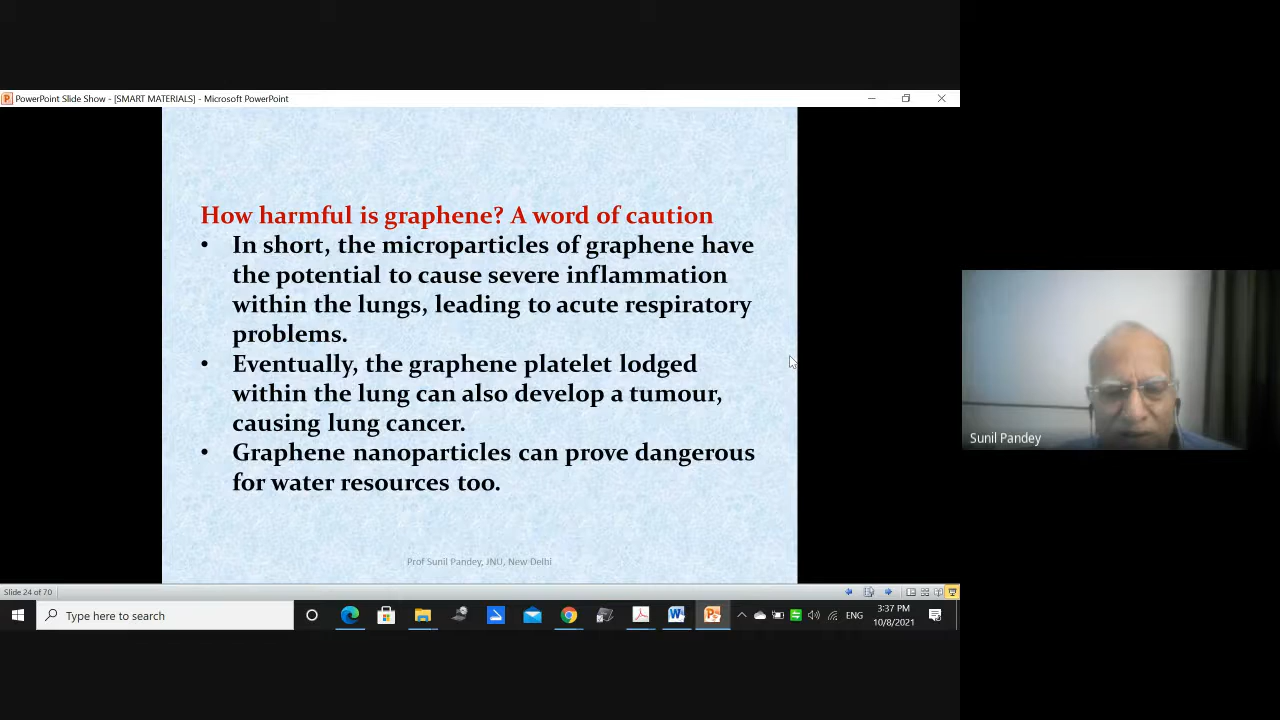 PowerPoint Slide Show - [SMART MATERIALS] - Microsoft PowerPoint
How harmful is graphene? A word of caution
• In short, the microparticles of graphene have
the potential to cause severe inflammation
within the lungs, leading to acute respiratory
problems.
• Eventually, the graphene platelet lodged
within the lung can also develop a tumour,
causing lung cancer.
• Graphene nanoparticles can prove dangerous
for water resources too.
Prof Sunil Pandey, JNU, New Delhi
Sunil Pandey
Slide 24 of 70
Type here to search
ENG
3:37 PM
10/8/2021